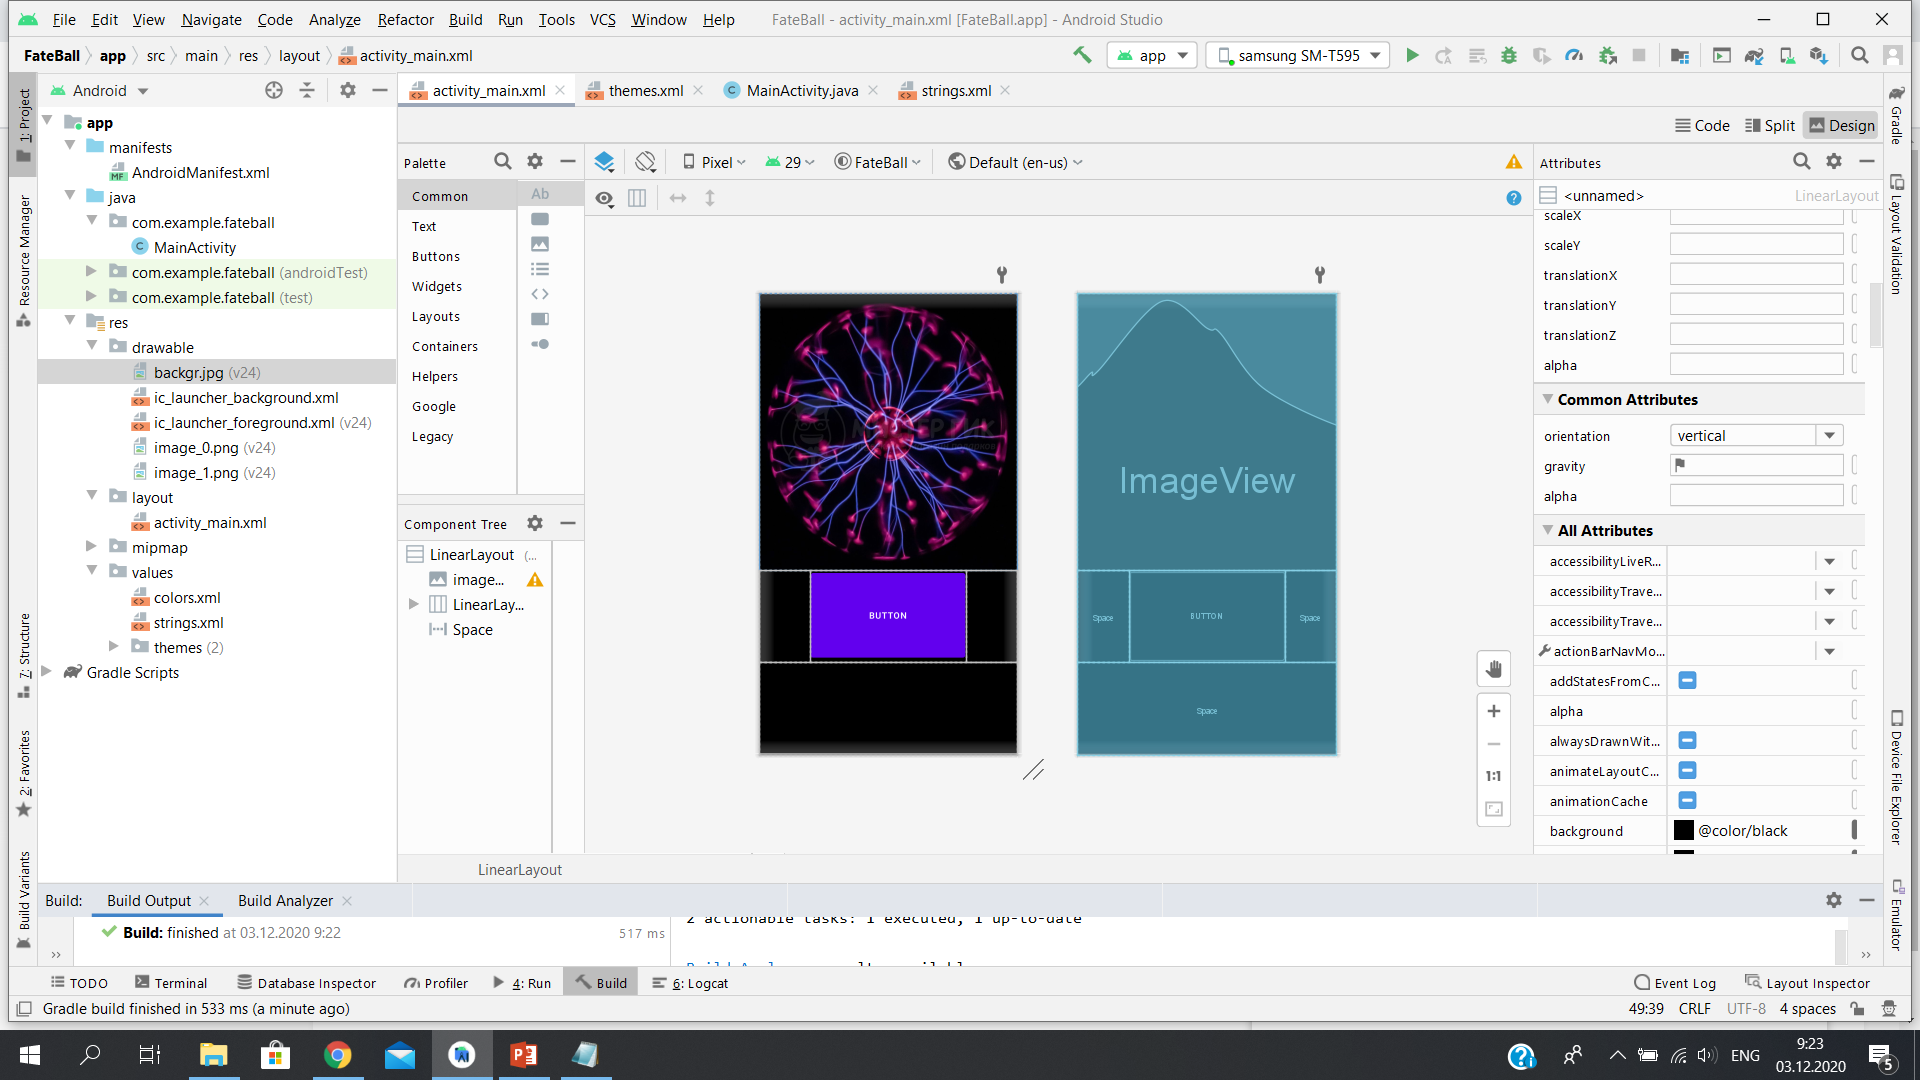 File Edit View Navigate Code Analyze Refactor Build Run Tools VCS Window Help FateBall - activity_main.xml [FateBall.app] - Android Studio
FateBall app src main res layout activity_main.xml app samsung SM-T595
Android activity_main.xml themes.xml MainActivity.java strings.xml
Code Split Design
1: Project
Resource Manager
7: Structure
2: Favorites
Build Variants
app
manifests
AndroidManifest.xml
java
com.example.fateball
MainActivity
com.example.fateball (androidTest)
com.example.fateball (test)
res
drawable
backgr.jpg (v24)
ic_launcher_background.xml
ic_launcher_foreground.xml (v24)
image_0.png (v24)
image_1.png (v24)
layout
activity_main.xml
mipmap
values
colors.xml
strings.xml
themes (2)
Gradle Scripts
Palette
Common
Text
Buttons
Widgets
Layouts
Containers
Helpers
Google
Legacy
Ab
Component Tree
LinearLayout (...
image...
LinearLay...
Space
Pixel 29 FateBall Default (en-us)
BUTTON
ImageView
Space BUTTON Space
Space
1:1
LinearLayout
Attributes
<unnamed> LinearLayout
scaleX
scaleY
translationX
translationY
translationZ
alpha
Common Attributes
orientation vertical
gravity
alpha
All Attributes
accessibilityLiveR...
accessibilityTrave...
accessibilityTrave...
actionBarNavMo...
addStatesFromC...
alpha
alwaysDrawnWit...
animateLayoutC...
animationCache
background @color/black
Gradle
Layout Validation
Device File Explorer
Emulator
Build: Build Output Build Analyzer
Build: finished at 03.12.2020 9:22 517 ms
2 actionable tasks: 1 executed, 1 up-to-date
TODO Terminal Database Inspector Profiler 4: Run Build 6: Logcat Event Log Layout Inspector
Gradle build finished in 533 ms (a minute ago) 49:39 CRLF UTF-8 4 spaces
ENG 9:23
03.12.2020
5